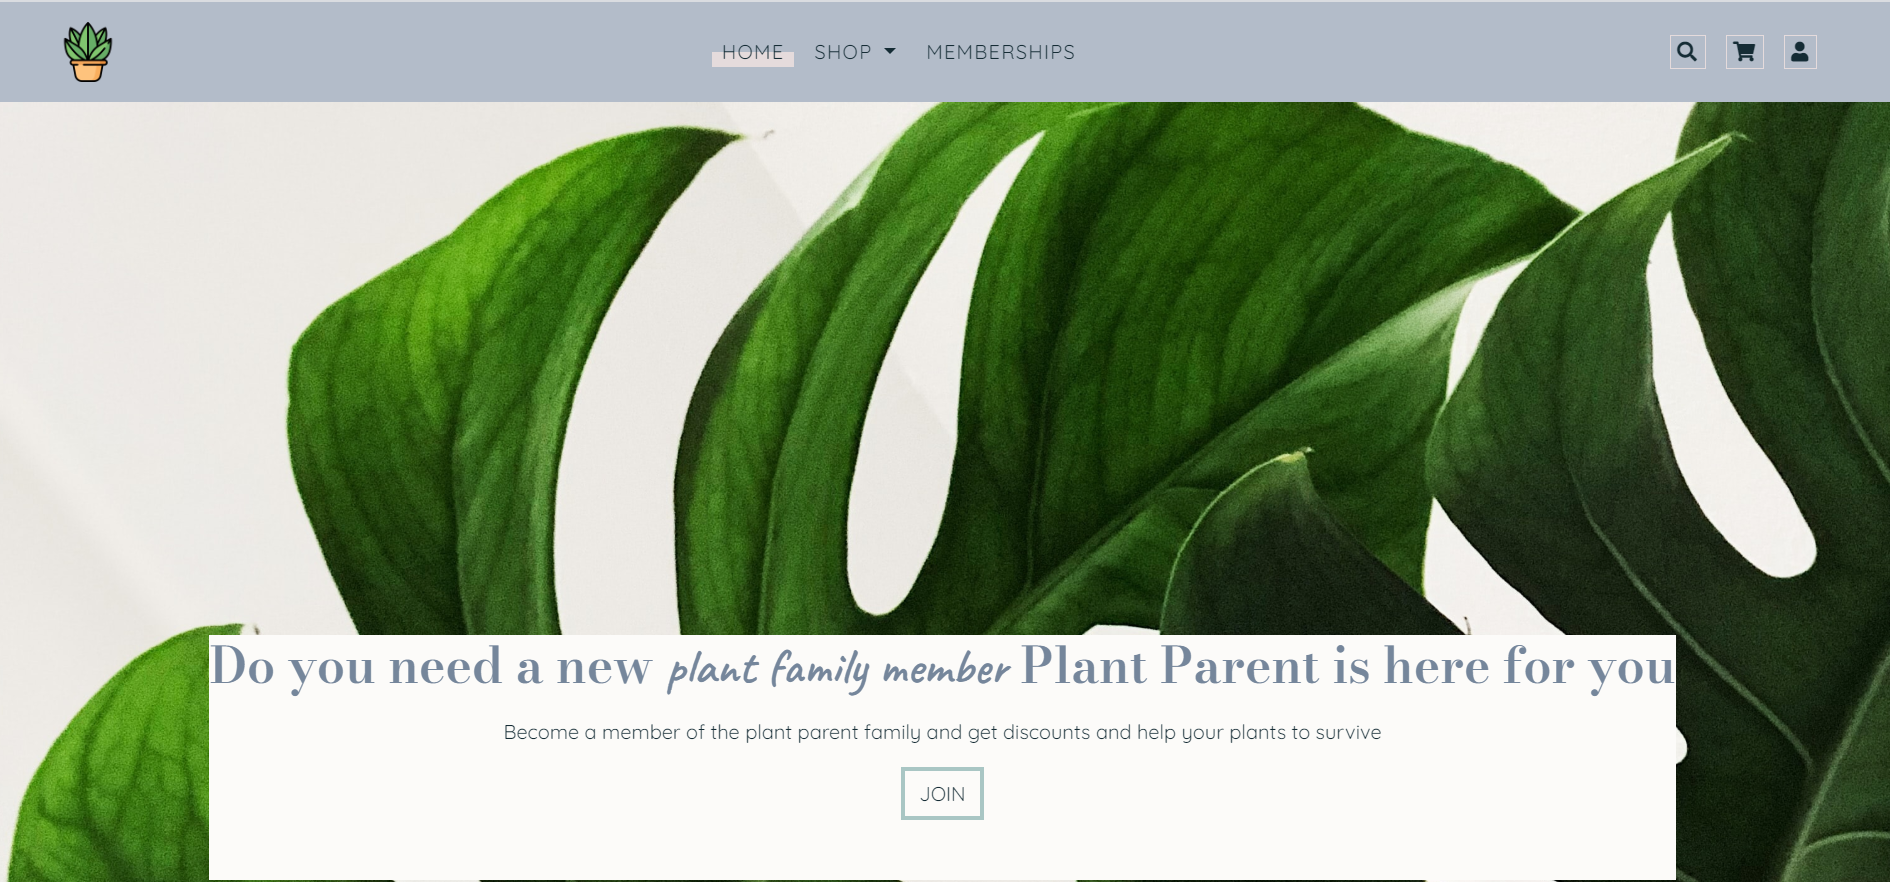 HOME SHOP MEMBERSHIPS
Do you need a new plant family member Plant Parent is here for you
Become a member of the plant parent family and get discounts and help your plants to survive
JOIN